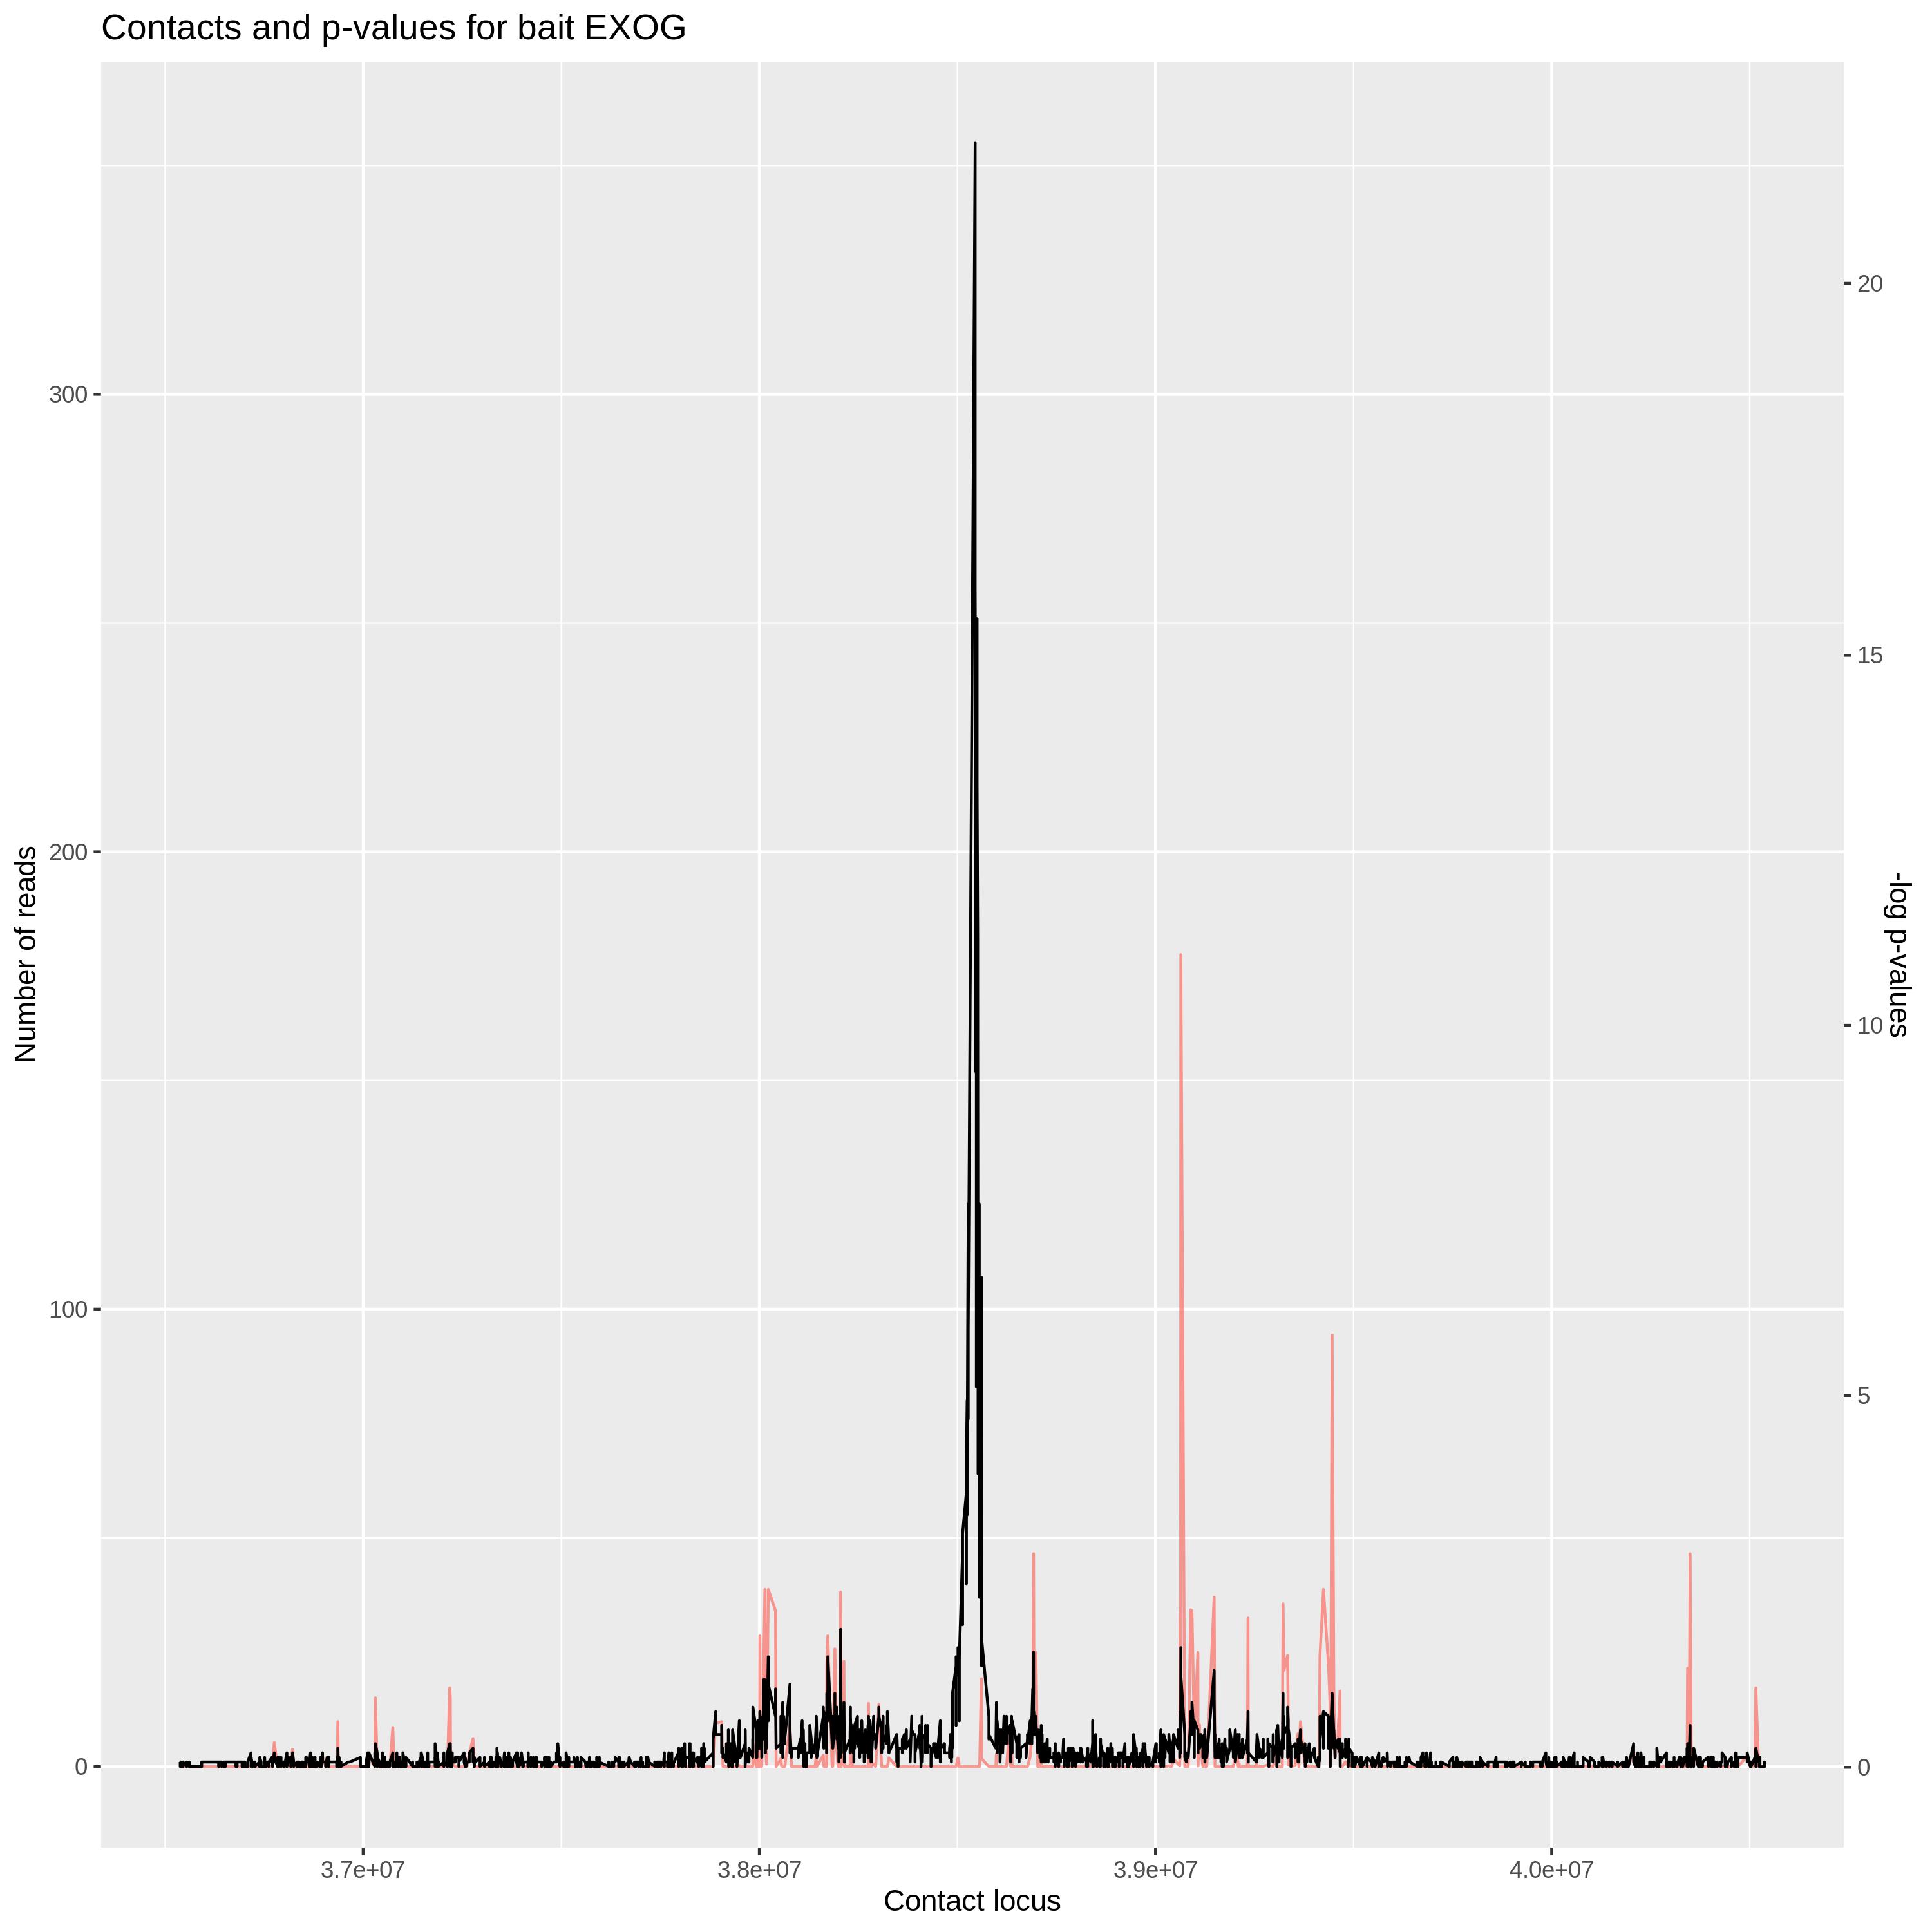 Contacts and p-values for bait EXOG
Number of reads
300
200
100
0
20
15
10
5
0
-log p-values
3.7e+07
3.8e+07
3.9e+07
4.0e+07
Contact locus